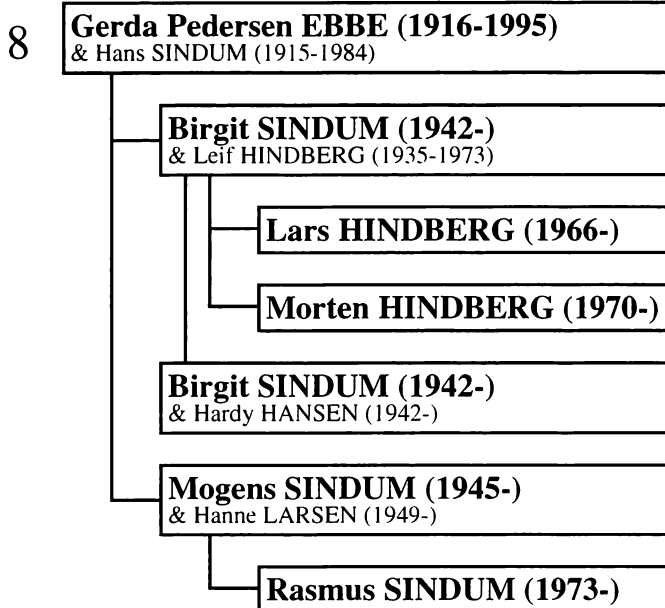 8
Gerda Pedersen EBBE (1916-1995)
& Hans SINDUM (1915-1984)
Birgit SINDUM (1942-)
& Leif HINDBERG (1935-1973)
Lars HINDBERG (1966-)
Morten HINDBERG (1970-)
Birgit SINDUM (1942-)
& Hardy HANSEN (1942-)
Mogens SINDUM (1945-)
& Hanne LARSEN (1949-)
Rasmus SINDUM (1973-)